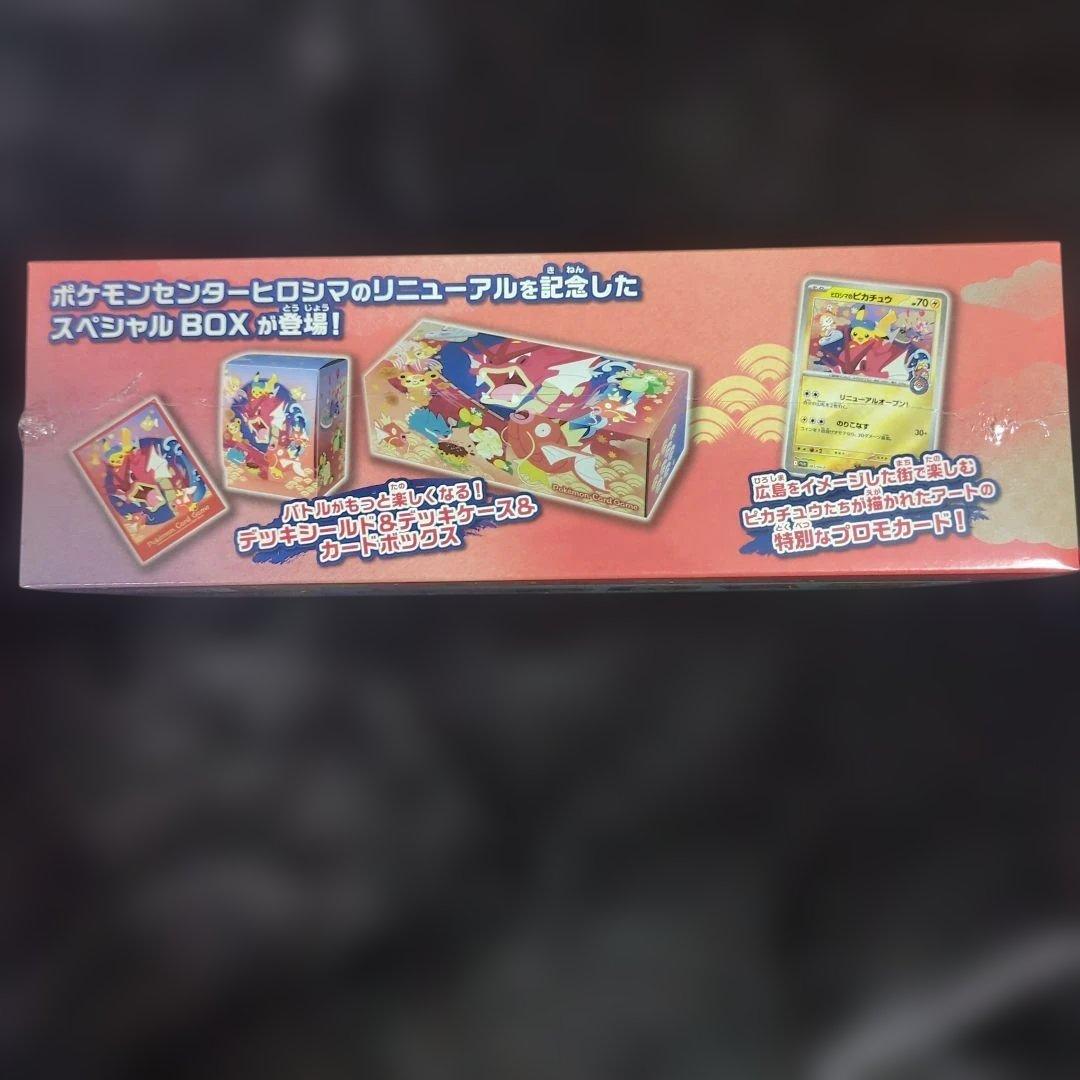 ポケモンセンターヒロシマのリニューアルを記念した
スペシャルBOXが登場！
バトルがもっと楽しくなる！
デッキシールド&デッキケース&
カードボックス
Pokémon Card Game
Pokémon Card Game
ヒロシマのピカチュウ HP70
リニューアルオープン！
のりこなす 30+
広島をイメージした街で楽しむ
ピカチュウたちが描かれたアートの
特別なプロモカード！